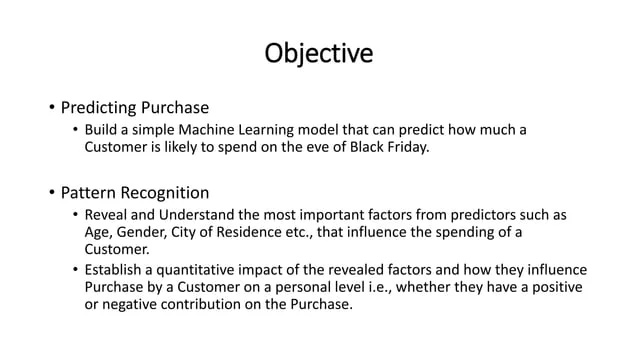 Objective
• Predicting Purchase
• Build a simple Machine Learning model that can predict how much a
Customer is likely to spend on the eve of Black Friday.
• Pattern Recognition
• Reveal and Understand the most important factors from predictors such as
Age, Gender, City of Residence etc., that influence the spending of a
Customer.
• Establish a quantitative impact of the revealed factors and how they influence
Purchase by a Customer on a personal level i.e., whether they have a positive
or negative contribution on the Purchase.